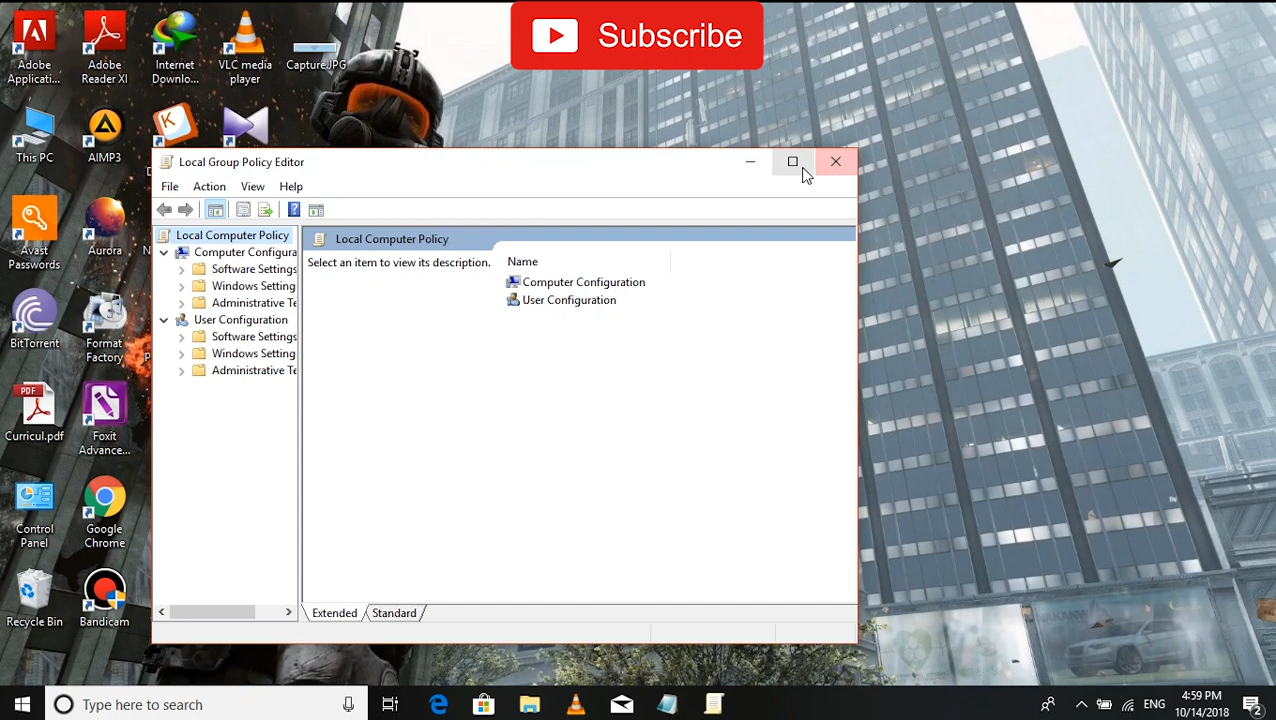 Subscribe
Adobe
Applicati...
Adobe
Reader XI
Internet
Downlo...
VLC media
player
Capture.JPG
This PC
AIMP3
Local Group Policy Editor
File Action View Help
Local Computer Policy
Computer Configura
Software Settings
Windows Setting
Administrative Te
User Configuration
Software Settings
Windows Setting
Administrative Te
Local Computer Policy
Select an item to view its description.
Name
Computer Configuration
User Configuration
Extended
Standard
Avast
Passwords
Aurora
BitTorrent
Format
Factory
PDF
Curricul.pdf
Foxit
Advance...
Control
Panel
Google
Chrome
Recycle Bin
Bandicam
Type here to search
ENG
4:59 PM
10/14/2018
2